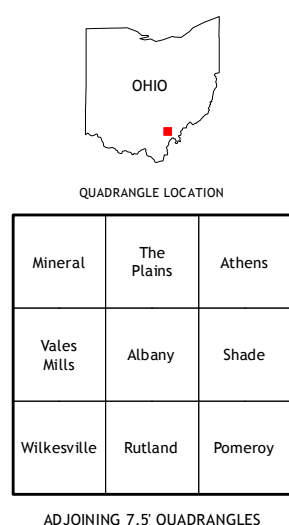 OHIO
QUADRANGLE LOCATION
Mineral
The
Plains
Athens
Vales
Mills
Albany
Shade
Wilkesville
Rutland
Pomeroy
ADJOINING 7.5' QUADRANGLES